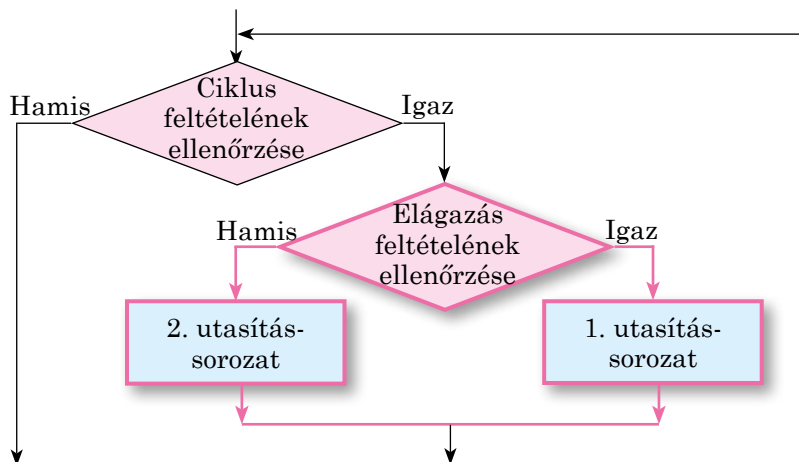 Ciklus
feltételének
ellenőrzése
Hamis
Igaz
Elágazás
feltételének
ellenőrzése
Hamis
Igaz
2. utasítás-
sorozat
1. utasítás-
sorozat